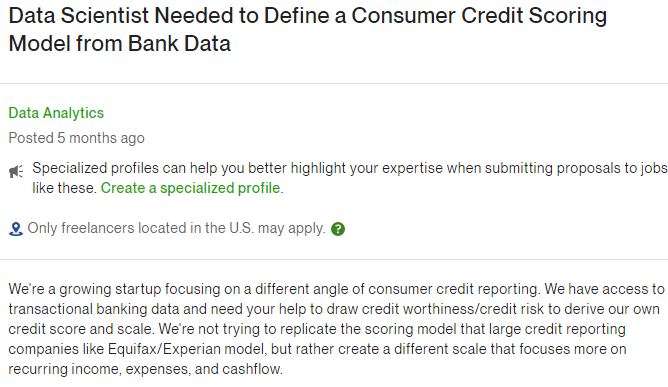 Data Scientist Needed to Define a Consumer Credit Scoring
Model from Bank Data
Data Analytics
Posted 5 months ago
Specialized profiles can help you better highlight your expertise when submitting proposals to jobs
like these. Create a specialized profile.
Only freelancers located in the U.S. may apply. ?
We're a growing startup focusing on a different angle of consumer credit reporting. We have access to
transactional banking data and need your help to draw credit worthiness/credit risk to derive our own
credit score and scale. We're not trying to replicate the scoring model that large credit reporting
companies like Equifax/Experian model, but rather create a different scale that focuses more on
recurring income, expenses, and cashflow.